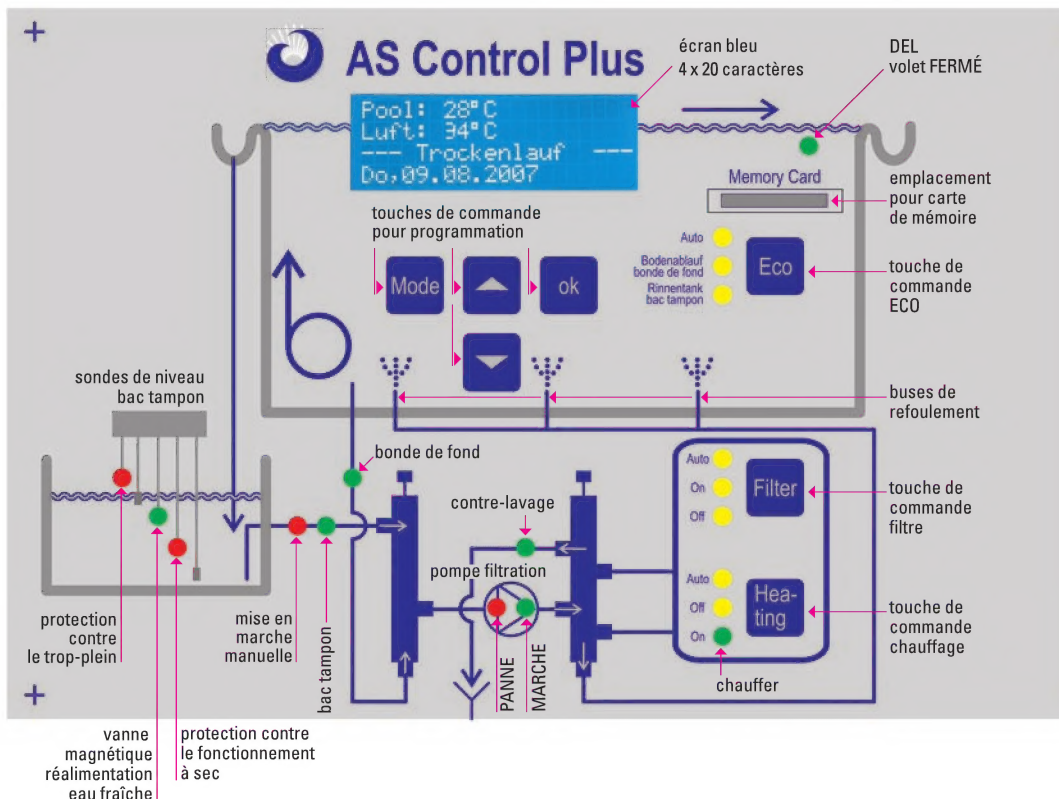 AS Control Plus
écran bleu
4 x 20 caractères
DEL
volet FERMÉ
Pool: 28°C
Luft: 34°C
--- Trockenlauf ---
Do,09.08.2007
Memory Card
emplacement
pour carte
de mémoire
touches de commande
pour programmation
Auto
Bodenablauf
bonde de fond
Rinnentank
bac tampon
Eco
touche de
commande
ECO
Mode
ok
sondes de niveau
bac tampon
buses de
refoulement
bonde de fond
contre-lavage
pompe filtration
Auto
On
Off
Filter
touche de
commande
filtre
Auto
Off
On
Hea-
ting
touche de
commande
chauffage
chauffer
protection
contre
le trop-plein
mise en
marche
manuelle
bac tampon
PANNE
MARCHE
vanne
magnétique
réalimentation
eau fraîche
protection contre
le fonctionnement
à sec